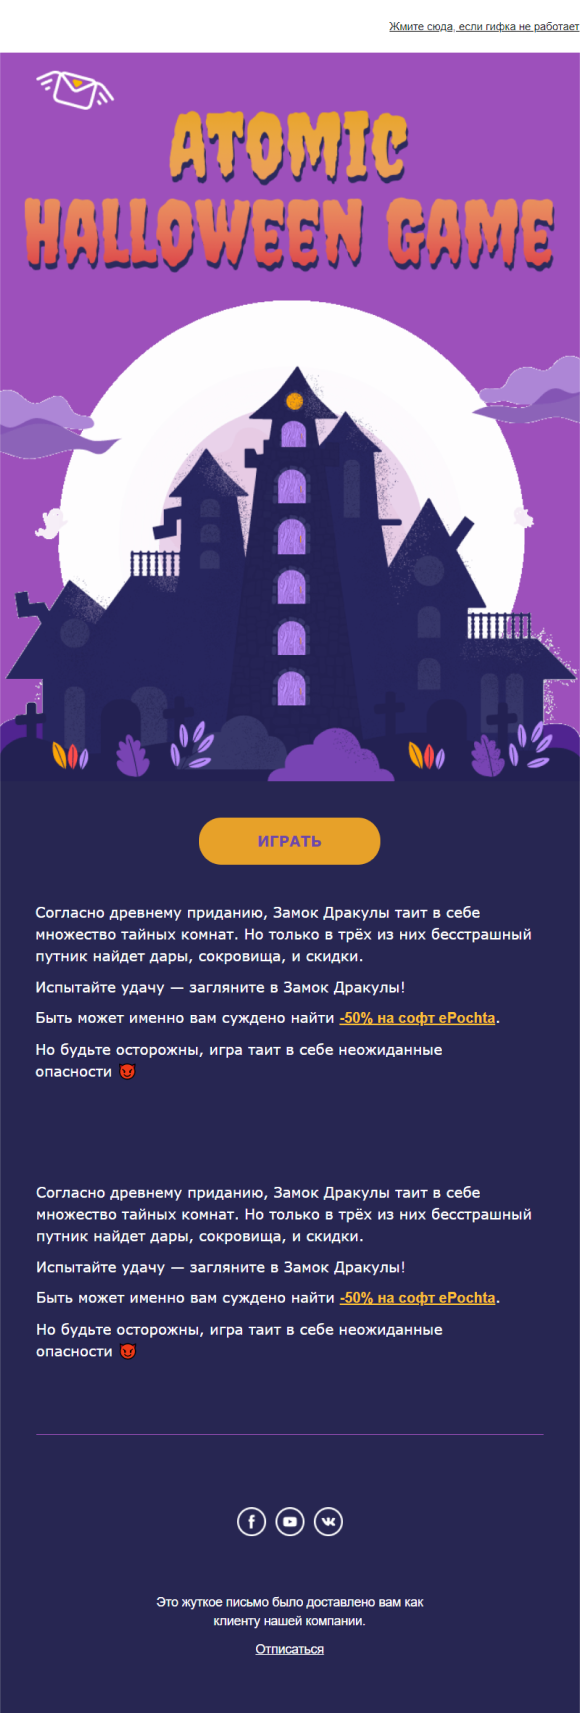 Жмите сюда, если гифка не работает
ATOMIC
HALLOWEEN GAME
ИГРАТЬ
Согласно древнему приданию, Замок Дракулы таит в себе
множество тайных комнат. Но только в трёх из них бесстрашный
путник найдет дары, сокровища, и скидки.
Испытайте удачу — загляните в Замок Дракулы!
Быть может именно вам суждено найти -50% на софт ePochta.
Но будьте осторожны, игра таит в себе неожиданные
опасности 😈
Согласно древнему приданию, Замок Дракулы таит в себе
множество тайных комнат. Но только в трёх из них бесстрашный
путник найдет дары, сокровища, и скидки.
Испытайте удачу — загляните в Замок Дракулы!
Быть может именно вам суждено найти -50% на софт ePochta.
Но будьте осторожны, игра таит в себе неожиданные
опасности 😈
Это жуткое письмо было доставлено вам как
клиенту нашей компании.
Отписаться